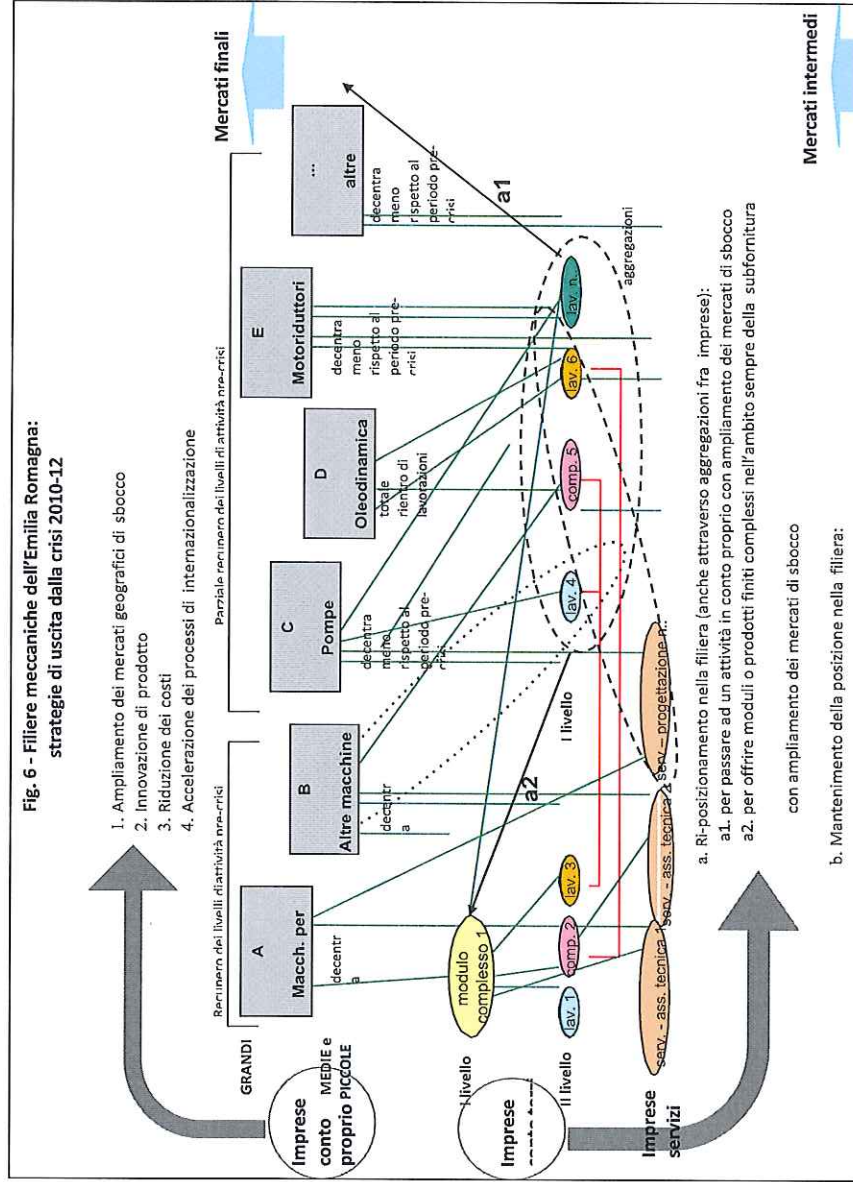 Fig. 6 - Filiere meccaniche dell'Emilia Romagna:
strategie di uscita dalla crisi 2010-12
1. Ampliamento dei mercati geografici di sbocco
2. Innovazione di prodotto
3. Riduzione dei costi
4. Accelerazione dei processi di internazionalizzazione
Mercati finali
Recupero dei livelli di attività pre-crisi
Parziale recupero dei livelli di attività pre-crisi
GRANDI
MEDIE e
PICCOLE
Imprese
conto
proprio
A
Macch. per
decentr
a
B
Altre macchine
decentr
a
C
Pompe
decentra
meno
rispetto al
periodo pre-
crisi
D
Oleodinamica
totale
rientro di
lavorazioni
E
Motoriduttori
decentra
meno
rispetto al
periodo pre-
crisi
...
altre
decentra
meno
rispetto al
periodo pre-
crisi
a1
a2
Imprese
conto
I livello
II livello
modulo
complesso 1
lav. 1
comp. 2
lav. 3
I livello
lav. 4
comp. 5
lav. 6
lav. n..
aggregazioni
Imprese
servizi
serv. - ass. tecnica 1
serv. - ass. tecnica 2
serv. - progettazione n..
a. Ri-posizionamento nella filiera (anche attraverso aggregazioni fra imprese):
a1. per passare ad un attività in conto proprio con ampliamento dei mercati di sbocco
a2. per offrire moduli o prodotti finiti complessi nell'ambito sempre della subfornitura
con ampliamento dei mercati di sbocco
b. Mantenimento della posizione nella filiera:
Mercati intermedi